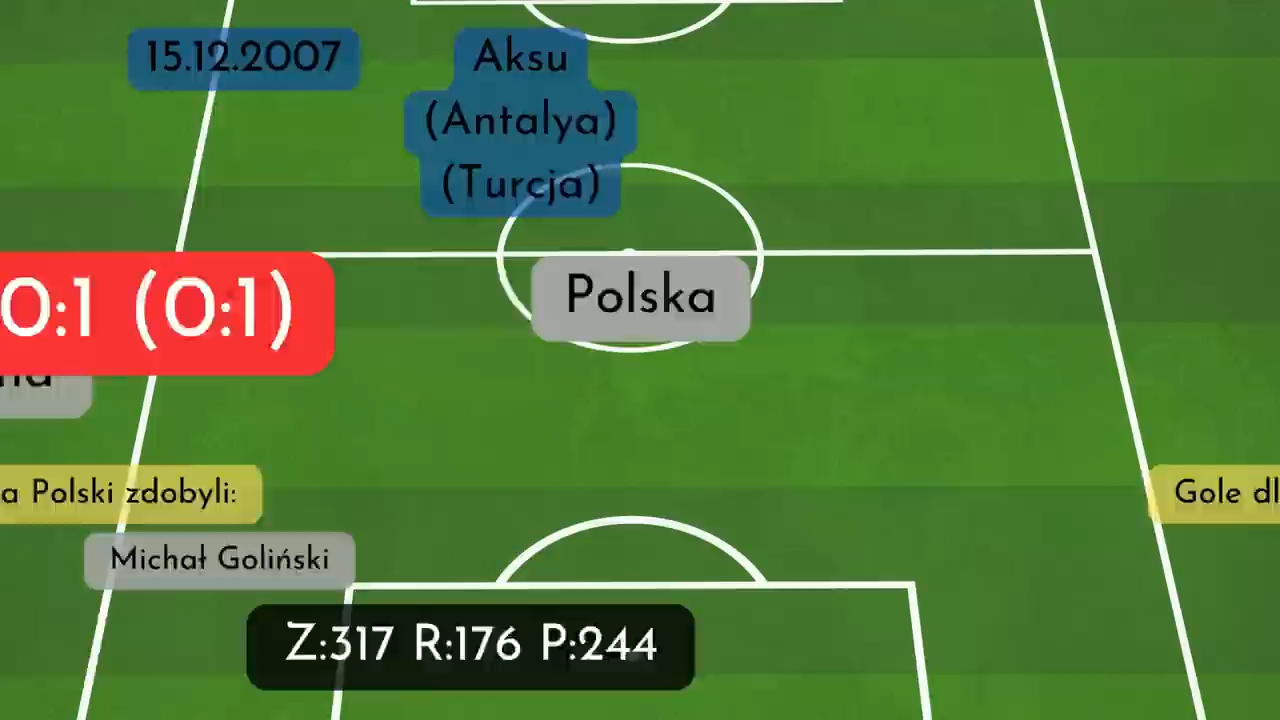 15.12.2007
Aksu
(Antalya)
(Turcja)
Polska
0:1 (0:1)
a Polski zdobyli:
Gole dl
Michał Goliński
Z:317 R:176 P:244